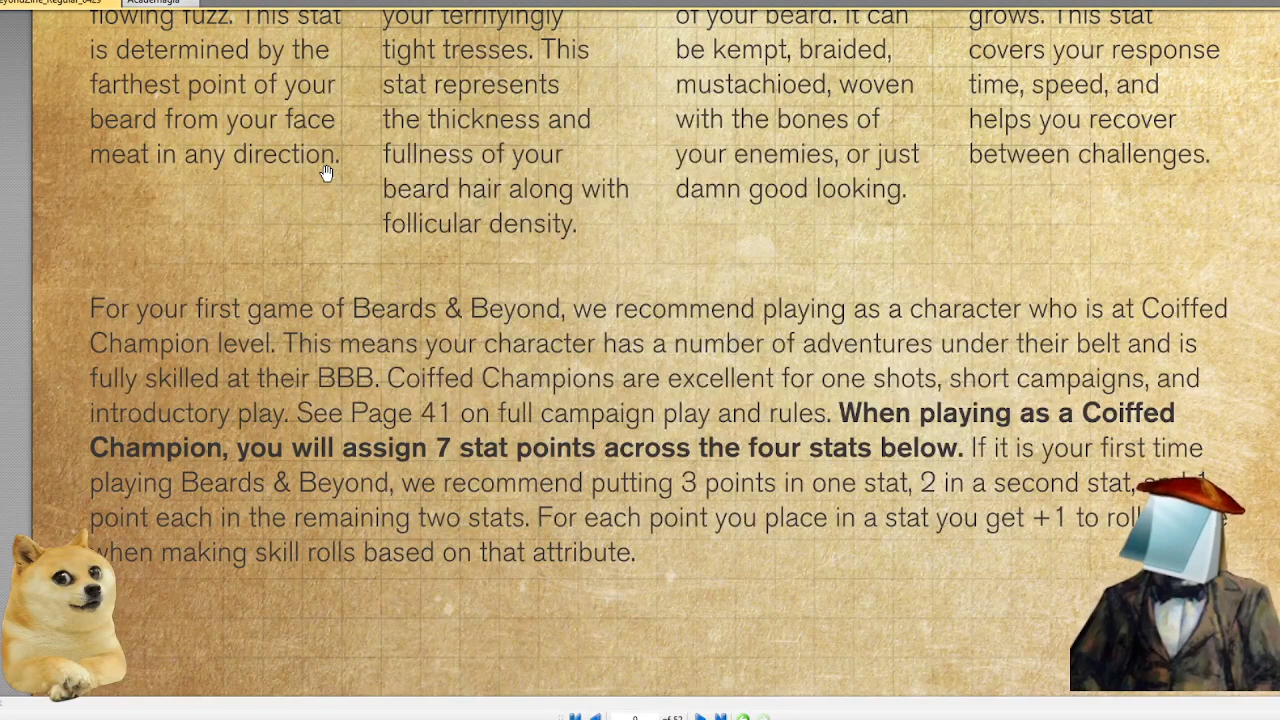 Academagia
flowing fuzz. This stat
is determined by the
farthest point of your
beard from your face
meat in any direction.
your terrifyingly
tight tresses. This
stat represents
the thickness and
fullness of your
beard hair along with
follicular density.
of your beard. It can
be kempt, braided,
mustachioed, woven
with the bones of
your enemies, or just
damn good looking.
grows. This stat
covers your response
time, speed, and
helps you recover
between challenges.
For your first game of Beards & Beyond, we recommend playing as a character who is at Coiffed
Champion level. This means your character has a number of adventures under their belt and is
fully skilled at their BBB. Coiffed Champions are excellent for one shots, short campaigns, and
introductory play. See Page 41 on full campaign play and rules. When playing as a Coiffed
Champion, you will assign 7 stat points across the four stats below. If it is your first time
playing Beards & Beyond, we recommend putting 3 points in one stat, 2 in a second stat, and 1
point each in the remaining two stats. For each point you place in a stat you get +1 to roll
when making skill rolls based on that attribute.
of 52